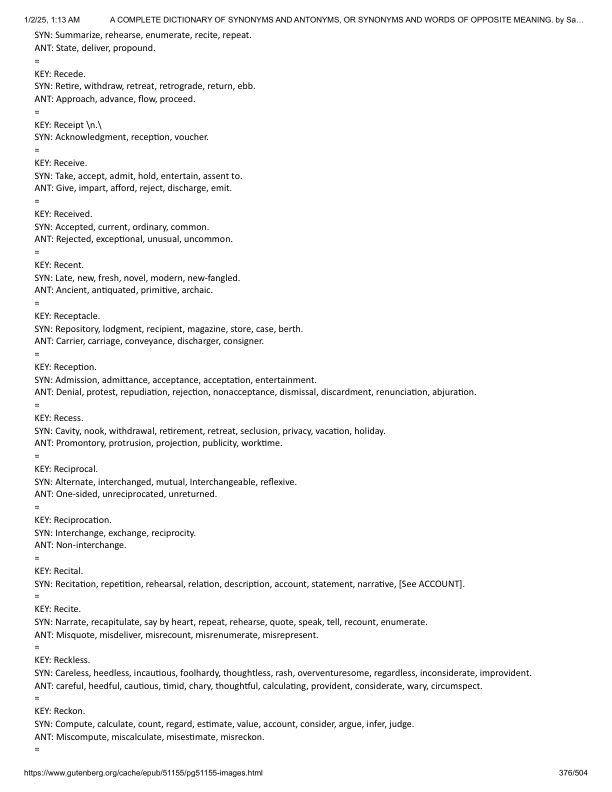 1/2/25, 1:13 AM A COMPLETE DICTIONARY OF SYNONYMS AND ANTONYMS, OR SYNONYMS AND WORDS OF OPPOSITE MEANING. by Sa…
SYN: Summarize, rehearse, enumerate, recite, repeat.
ANT: State, deliver, propound.
=
KEY: Recede.
SYN: Retire, withdraw, retreat, retrograde, return, ebb.
ANT: Approach, advance, flow, proceed.
=
KEY: Receipt \n.\
SYN: Acknowledgment, reception, voucher.
=
KEY: Receive.
SYN: Take, accept, admit, hold, entertain, assent to.
ANT: Give, impart, afford, reject, discharge, emit.
=
KEY: Received.
SYN: Accepted, current, ordinary, common.
ANT: Rejected, exceptional, unusual, uncommon.
=
KEY: Recent.
SYN: Late, new, fresh, novel, modern, new-fangled.
ANT: Ancient, antiquated, primitive, archaic.
=
KEY: Receptacle.
SYN: Repository, lodgment, recipient, magazine, store, case, berth.
ANT: Carrier, carriage, conveyance, discharger, consigner.
=
KEY: Reception.
SYN: Admission, admittance, acceptance, acceptation, entertainment.
ANT: Denial, protest, repudiation, rejection, nonacceptance, dismissal, discardment, renunciation, abjuration.
=
KEY: Recess.
SYN: Cavity, nook, withdrawal, retirement, retreat, seclusion, privacy, vacation, holiday.
ANT: Promontory, protrusion, projection, publicity, worktime.
=
KEY: Reciprocal.
SYN: Alternate, interchanged, mutual, Interchangeable, reflexive.
ANT: One-sided, unreciprocated, unreturned.
=
KEY: Reciprocation.
SYN: Interchange, exchange, reciprocity.
ANT: Non-interchange.
=
KEY: Recital.
SYN: Recitation, repetition, rehearsal, relation, description, account, statement, narrative, [See ACCOUNT].
=
KEY: Recite.
SYN: Narrate, recapitulate, say by heart, repeat, rehearse, quote, speak, tell, recount, enumerate.
ANT: Misquote, misdeliver, misrecount, misrenumerate, misrepresent.
=
KEY: Reckless.
SYN: Careless, heedless, incautious, foolhardy, thoughtless, rash, overventuresome, regardless, inconsiderate, improvident.
ANT: careful, heedful, cautious, timid, chary, thoughtful, calculating, provident, considerate, wary, circumspect.
=
KEY: Reckon.
SYN: Compute, calculate, count, regard, estimate, value, account, consider, argue, infer, judge.
ANT: Miscompute, miscalculate, misestimate, misreckon.
=
https://www.gutenberg.org/cache/epub/51155/pg51155-images.html 376/504